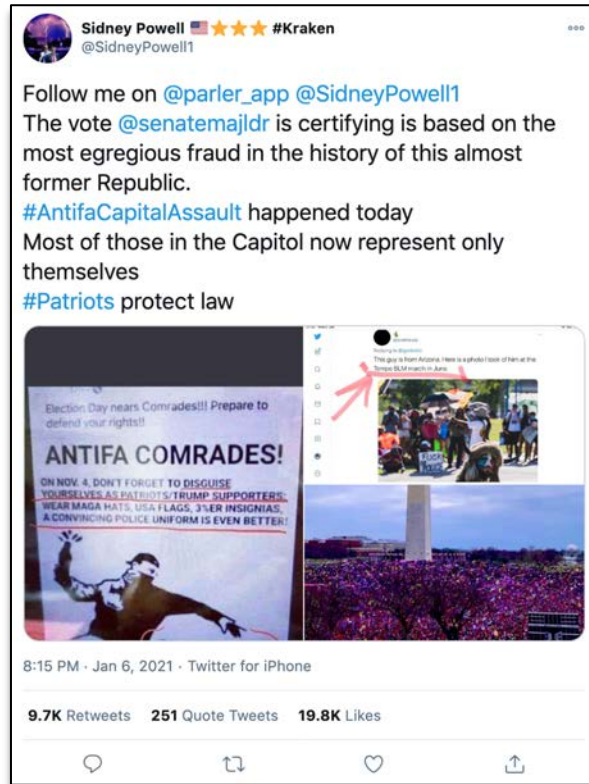 Sidney Powell 🇺🇸⭐⭐⭐ #Kraken
@SidneyPowell1
Follow me on @parler_app @SidneyPowell1
The vote @senatemajldr is certifying is based on the
most egregious fraud in the history of this almost
former Republic.
#AntifaCapitalAssault happened today
Most of those in the Capitol now represent only
themselves
#Patriots protect law
Election Day nears Comrades!!! Prepare to
defend your rights!!
ANTIFA COMRADES!
ON NOV. 4, DON'T FORGET TO DISGUISE
YOURSELVES AS PATRIOTS/TRUMP SUPPORTERS:
WEAR MAGA HATS, USA FLAGS, 3%ER INSIGNIAS,
A CONVINCING POLICE UNIFORM IS EVEN BETTER!
This guy is from Arizona. Here is a photo I took of him at the
Tempe BLM march in June.
8:15 PM · Jan 6, 2021 · Twitter for iPhone
9.7K Retweets 251 Quote Tweets 19.8K Likes